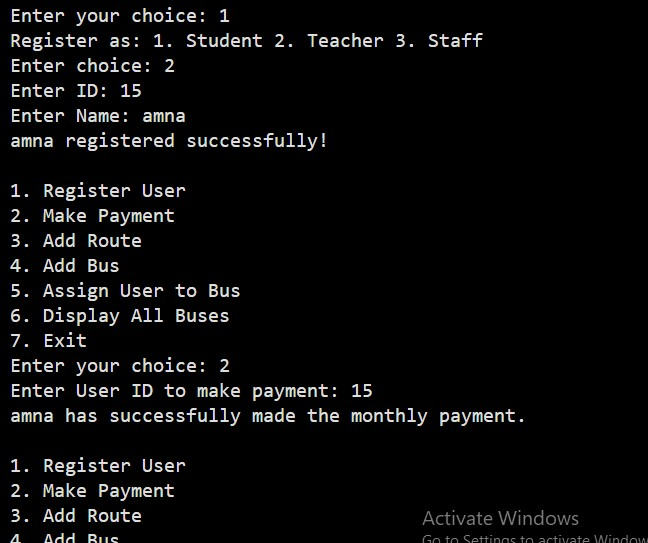 Enter your choice: 1
Register as: 1. Student 2. Teacher 3. Staff
Enter choice: 2
Enter ID: 15
Enter Name: amna
amna registered successfully!
1. Register User
2. Make Payment
3. Add Route
4. Add Bus
5. Assign User to Bus
6. Display All Buses
7. Exit
Enter your choice: 2
Enter User ID to make payment: 15
amna has successfully made the monthly payment.
1. Register User
2. Make Payment
3. Add Route
4. Add Bus
Activate Windows
Go to Settings to activate Window